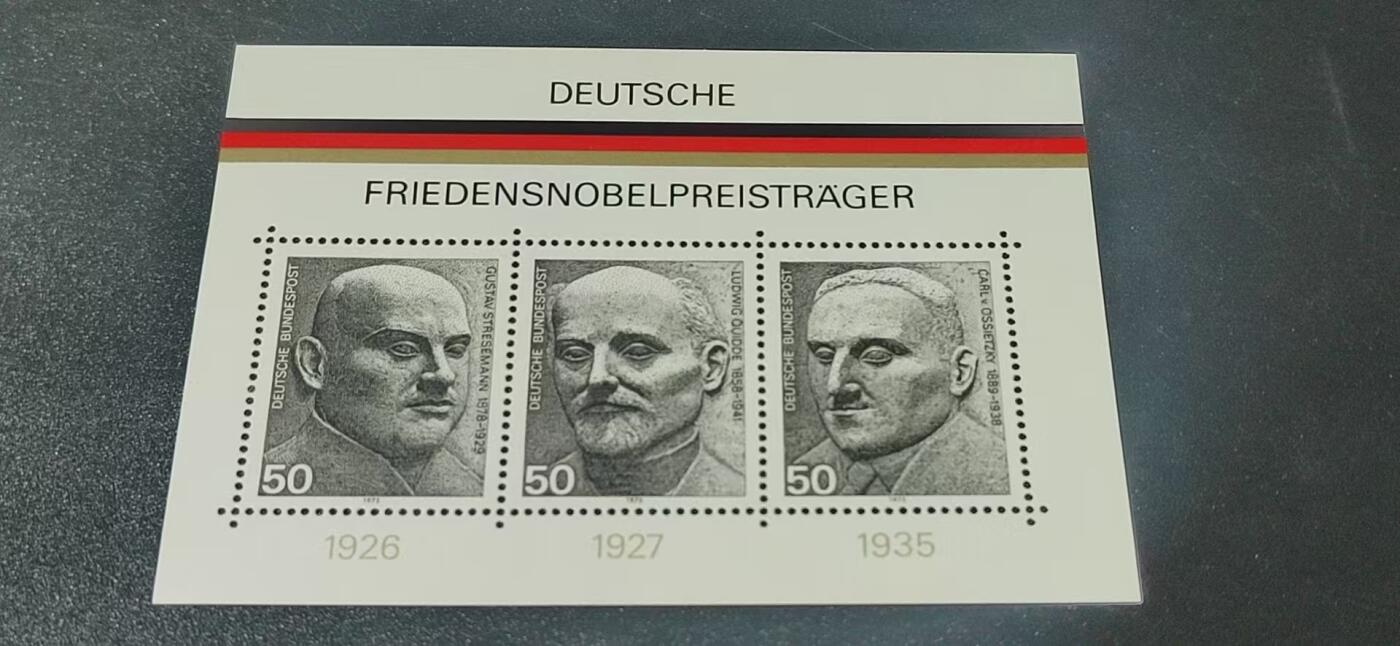 DEUTSCHE
FRIEDENSNOBELPREISTRÄGER
DEUTSCHE BUNDESPOST
GUSTAV STRESEMANN 1878-1929
50
DEUTSCHE BUNDESPOST
LUDWIG QUIDDE 1858-1941
50
DEUTSCHE BUNDESPOST
CARL v. OSSIETZKY 1889-1938
50
1926
1927
1935